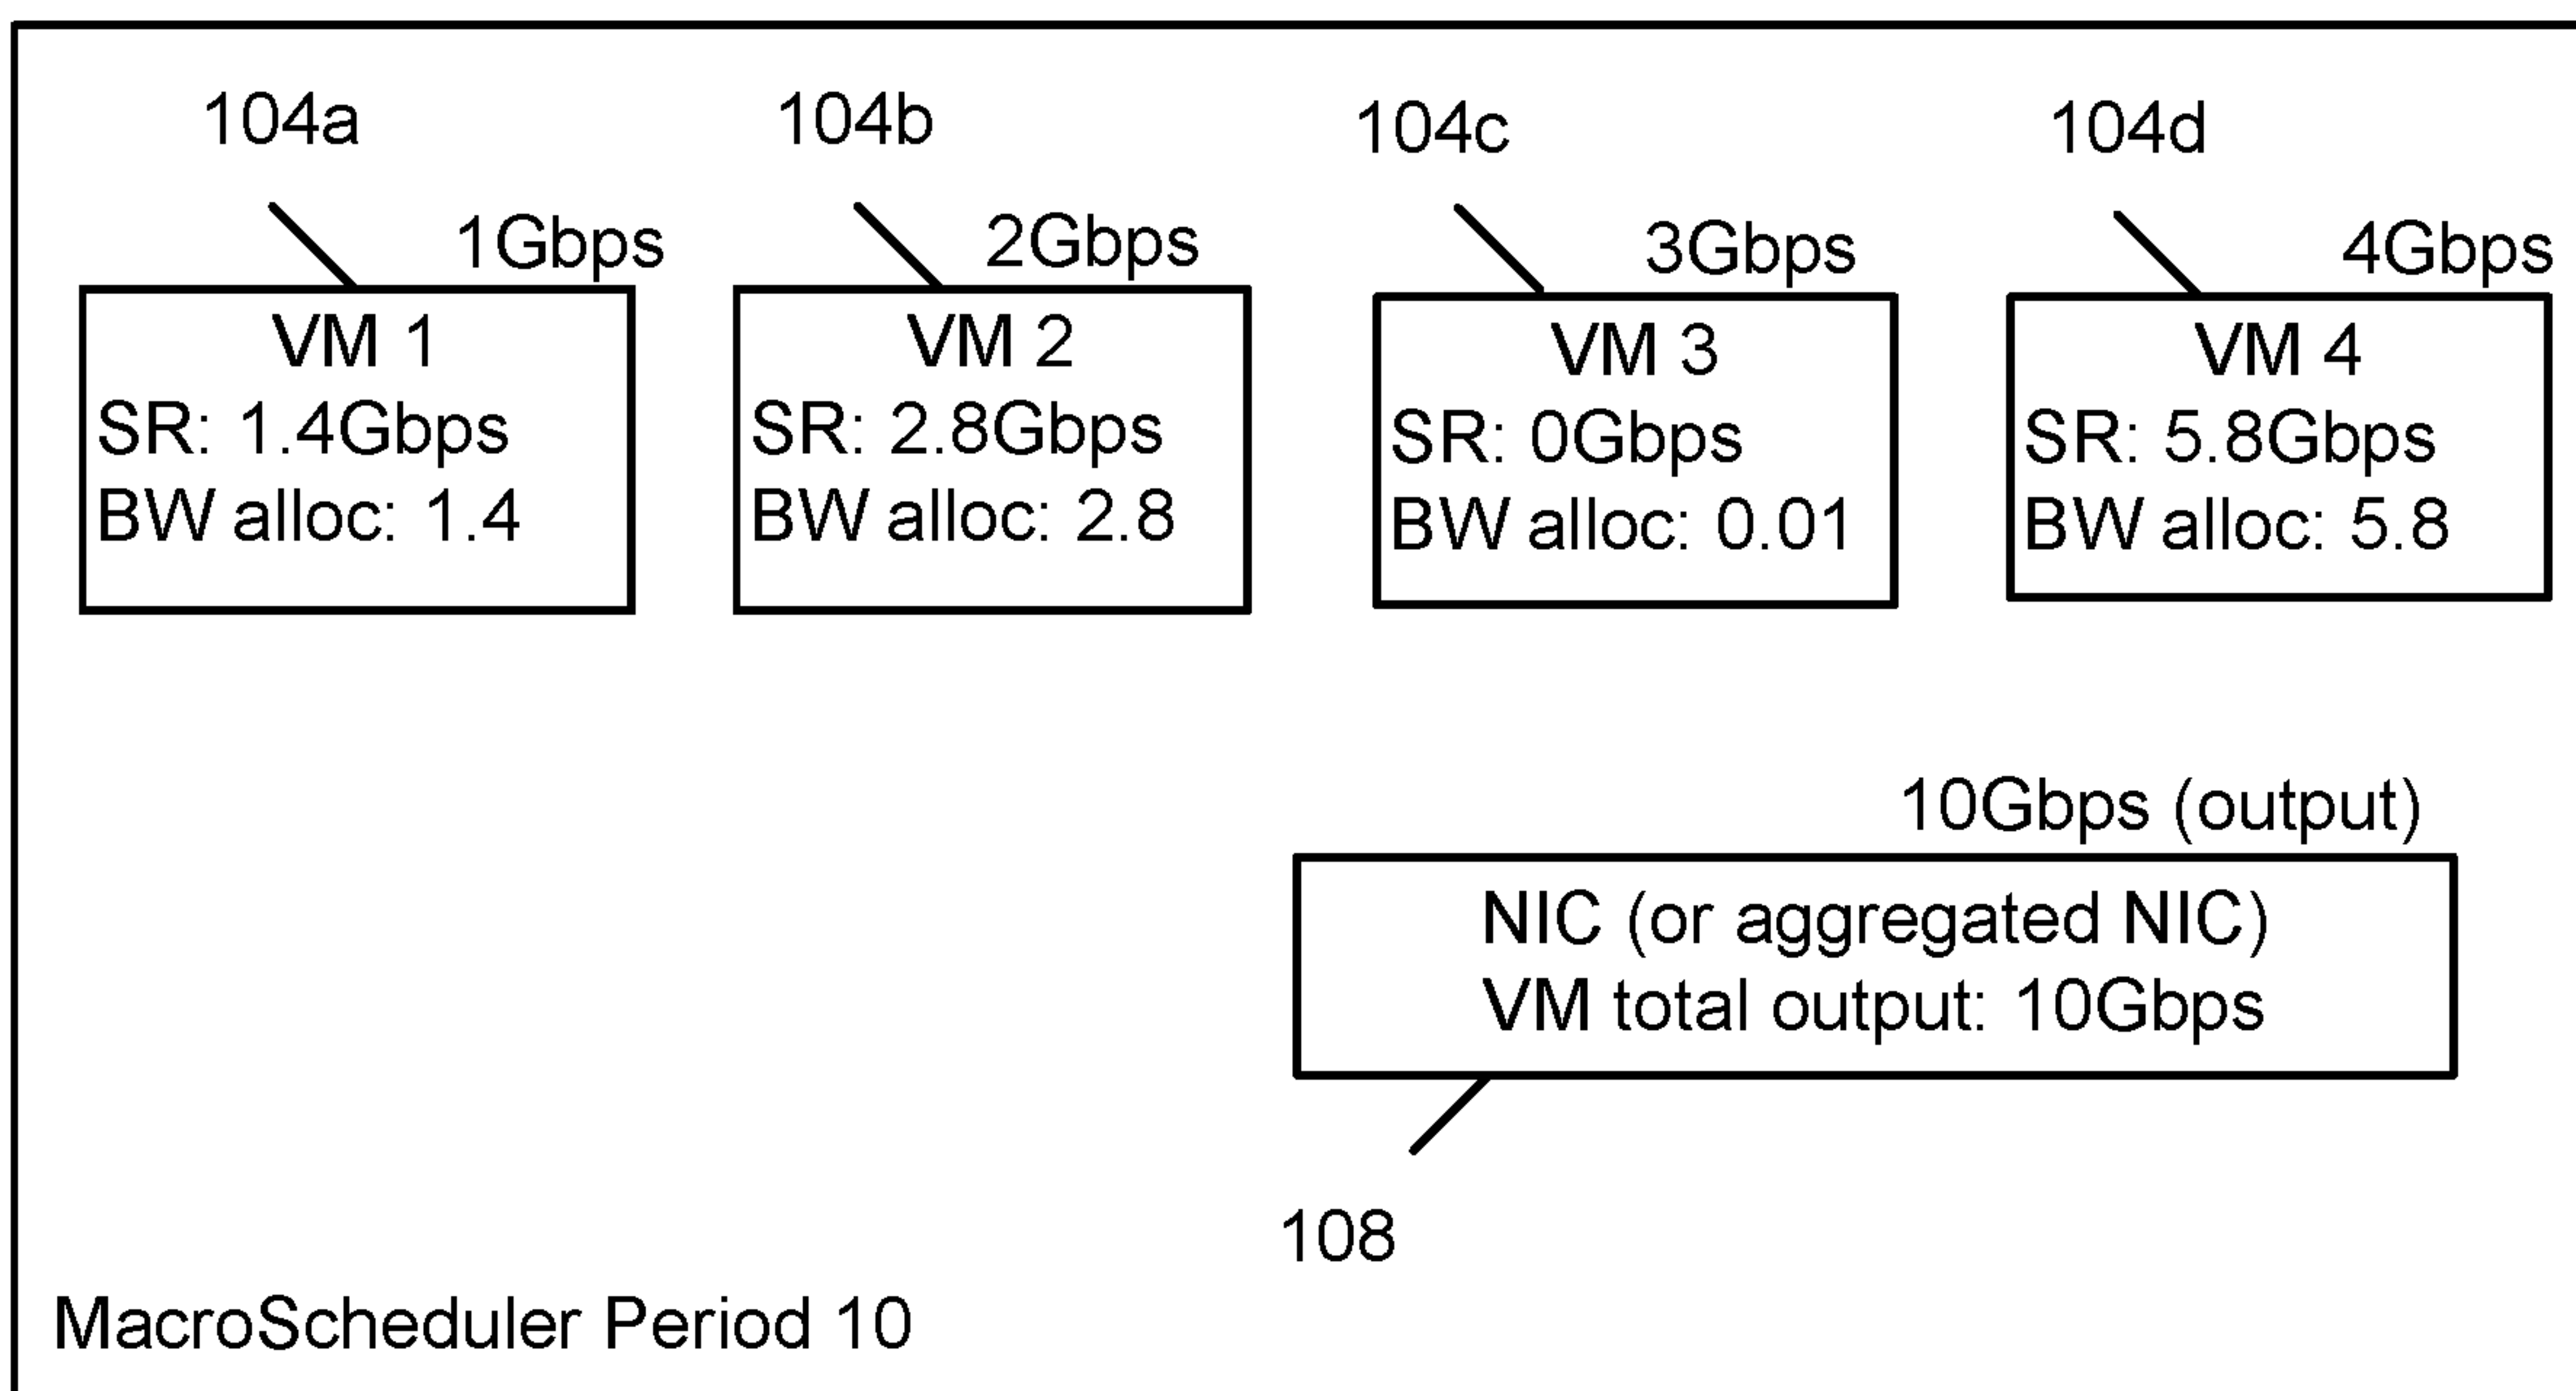 104a
104b
104c
104d
1Gbps
2Gbps
3Gbps
4Gbps
VM 1
SR: 1.4Gbps
BW alloc: 1.4
VM 2
SR: 2.8Gbps
BW alloc: 2.8
VM 3
SR: 0Gbps
BW alloc: 0.01
VM 4
SR: 5.8Gbps
BW alloc: 5.8
10Gbps (output)
NIC (or aggregated NIC)
VM total output: 10Gbps
108
MacroScheduler Period 10